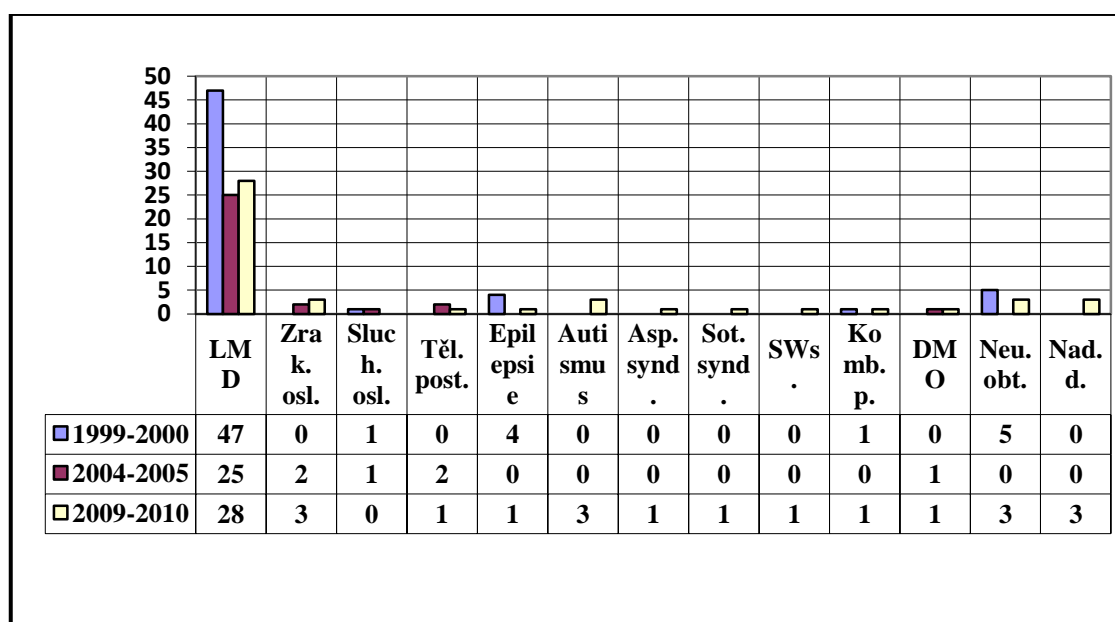 50
45
40
35
30
25
20
15
10
5
0
LM
D
Zra
k.
osl.
Sluc
h.
osl.
Těl.
post.
Epil
epsi
e
Auti
smu
s
Asp.
synd
.
Sot.
synd
.
SWs
.
Ko
mb.
p.
DM
O
Neu.
obt.
Nad.
d.
1999-2000 47 0 1 0 4 0 0 0 0 1 0 5 0
2004-2005 25 2 1 2 0 0 0 0 0 0 1 0 0
2009-2010 28 3 0 1 1 3 1 1 1 1 1 3 3